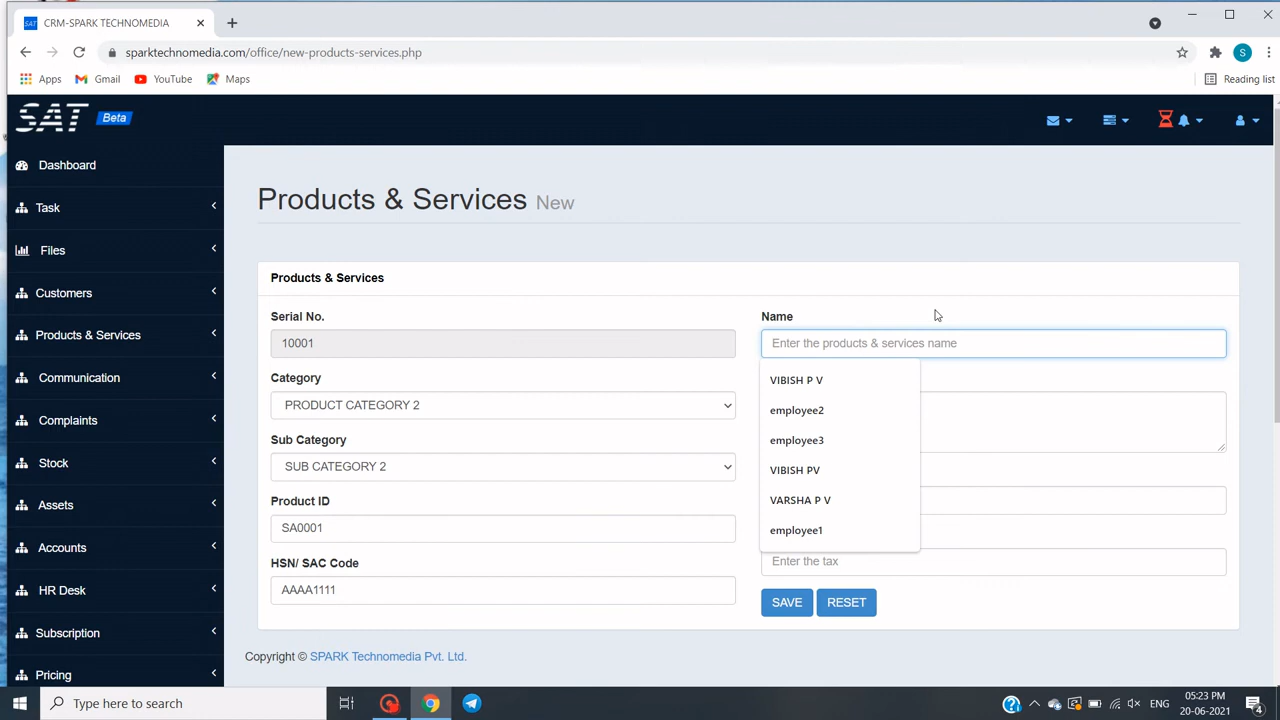 CRM-SPARK TECHNOMEDIA
sparktechnomedia.com/office/new-products-services.php
Apps
Gmail
YouTube
Maps
Reading list
S
SAT
Beta
Dashboard
Task
Files
Customers
Products & Services
Communication
Complaints
Stock
Assets
Accounts
HR Desk
Subscription
Pricing
Products & Services New
Products & Services
Serial No.
10001
Category
PRODUCT CATEGORY 2
Sub Category
SUB CATEGORY 2
Product ID
SA0001
HSN/ SAC Code
AAAA1111
Name
Enter the products & services name
VIBISH P V
employee2
employee3
VIBISH PV
VARSHA P V
employee1
Enter the tax
SAVE
RESET
Copyright © SPARK Technomedia Pvt. Ltd.
Type here to search
ENG
05:23 PM
20-06-2021
4